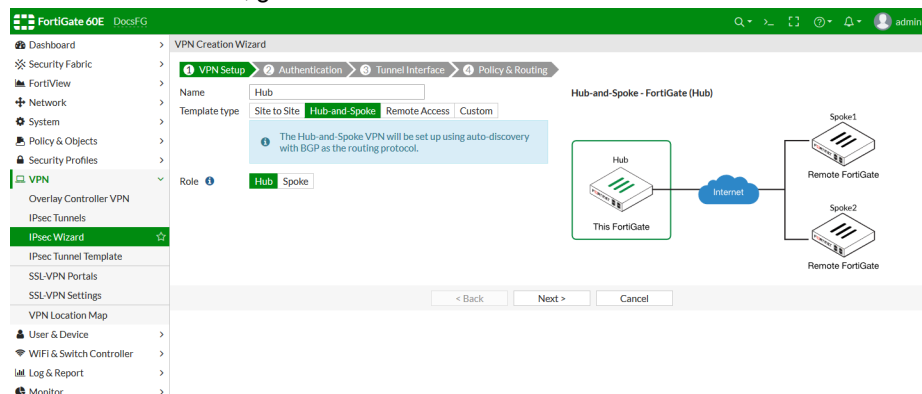 FortiGate 60E DocsFG
admin
Dashboard
Security Fabric
FortiView
Network
System
Policy & Objects
Security Profiles
VPN
Overlay Controller VPN
IPsec Tunnels
IPsec Wizard
IPsec Tunnel Template
SSL-VPN Portals
SSL-VPN Settings
VPN Location Map
User & Device
WiFi & Switch Controller
Log & Report
Monitor
VPN Creation Wizard
1 VPN Setup 2 Authentication 3 Tunnel Interface 4 Policy & Routing
Name Hub
Template type Site to Site Hub-and-Spoke Remote Access Custom
The Hub-and-Spoke VPN will be set up using auto-discovery
with BGP as the routing protocol.
Role Hub Spoke
Hub-and-Spoke - FortiGate (Hub)
Spoke1
Remote FortiGate
Hub
This FortiGate
Internet
Spoke2
Remote FortiGate
< Back Next > Cancel